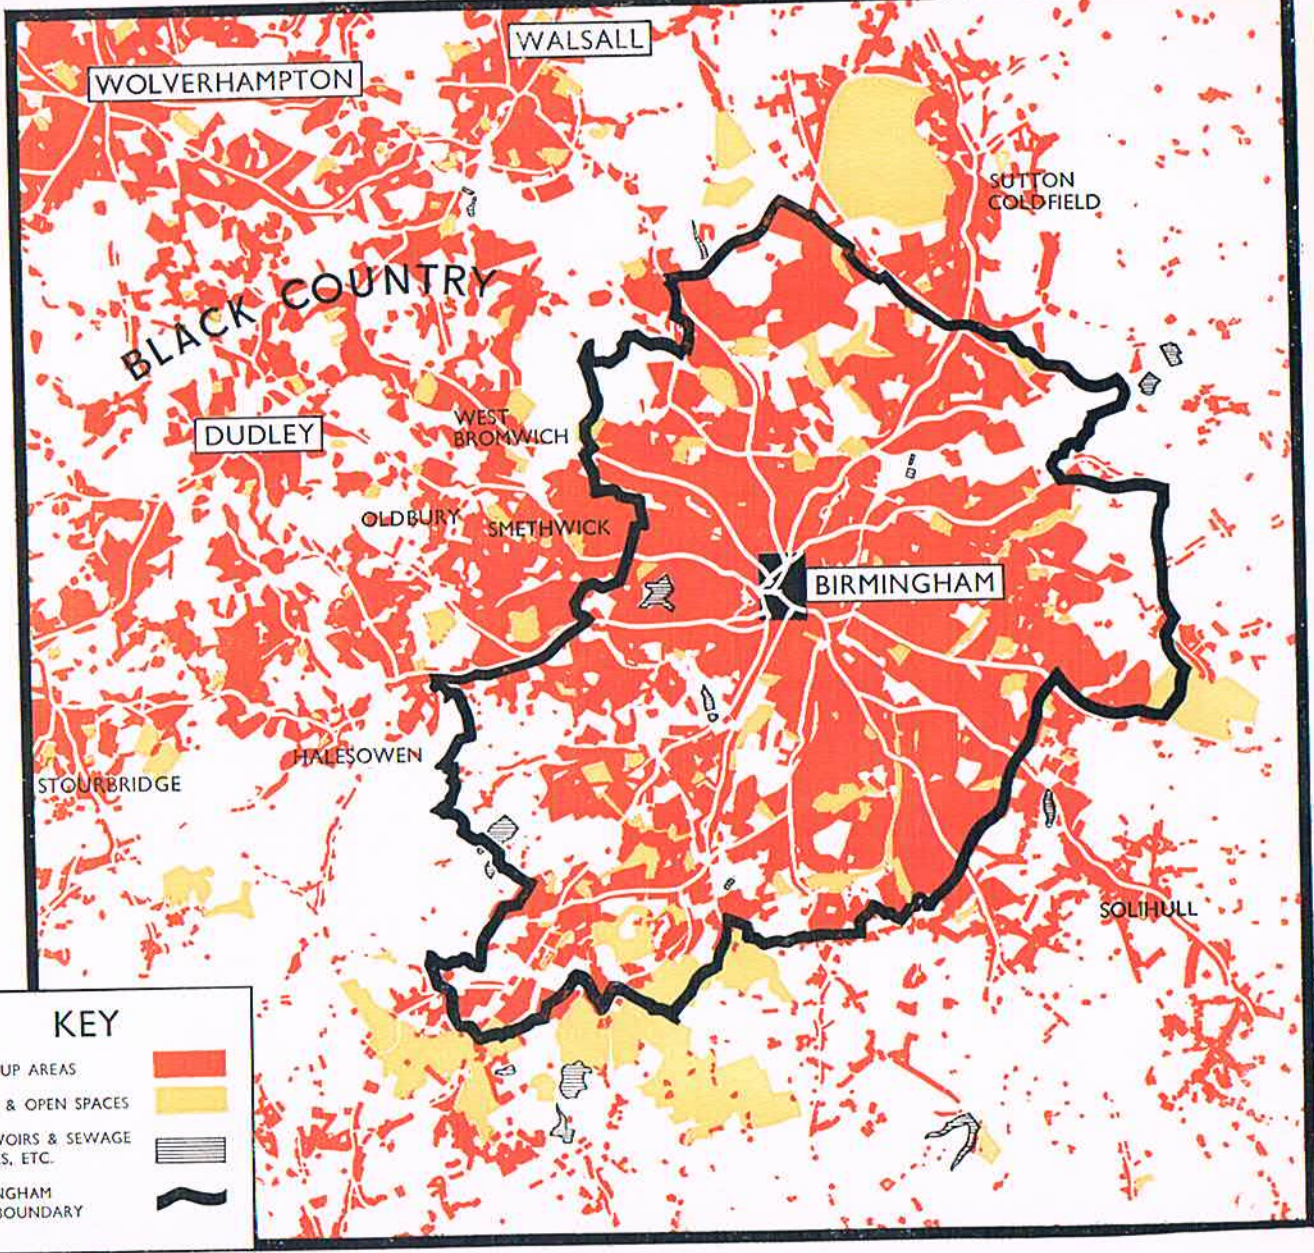 WALSALL
WOLVERHAMPTON
SUTTON
COLDFIELD
BLACK COUNTRY
DUDLEY
WEST
BROMWICH
OLDBURY
SMETHWICK
BIRMINGHAM
HALESOWEN
STOURBRIDGE
SOLIHULL
KEY
UP AREAS
& OPEN SPACES
VOIRS & SEWAGE
S, ETC.
NGHAM
BOUNDARY